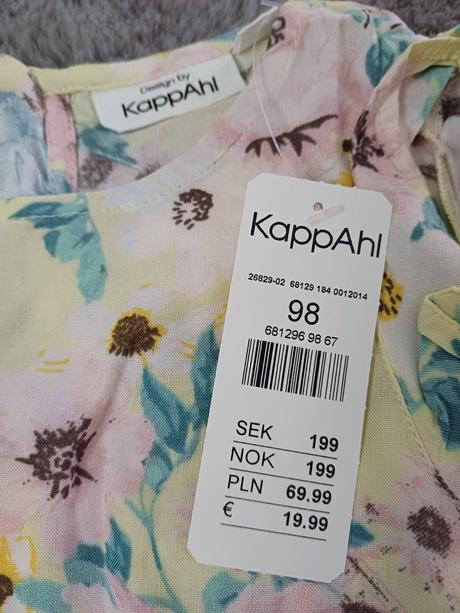 Design by
KappAhl
KappAhl
26829-02 68129 184 0012014
98
681296 98 67
SEK 199
NOK 199
PLN 69.99
€ 19.99